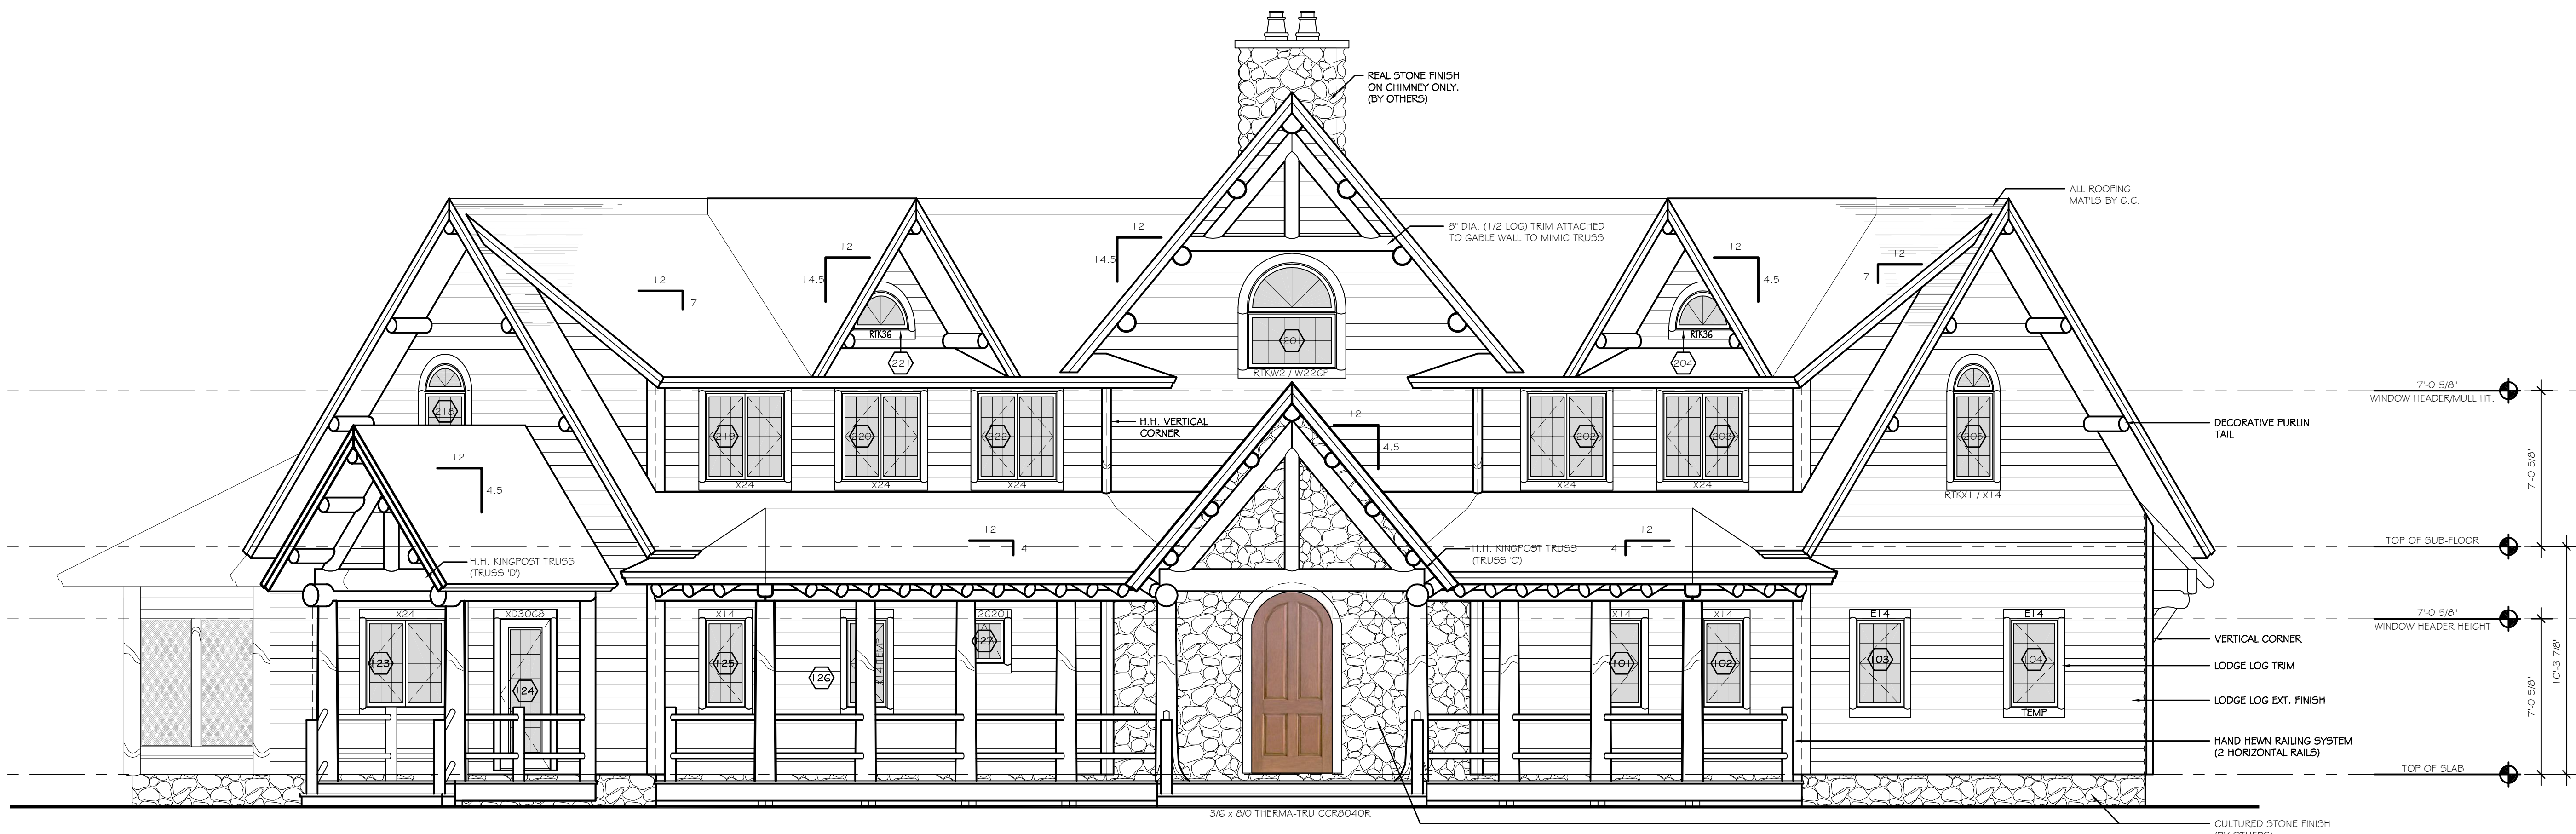 REAL STONE FINISH
ON CHIMNEY ONLY.
(BY OTHERS)
ALL ROOFING
MAT'LS BY G.C.
8" DIA. (1/2 LOG) TRIM ATTACHED
TO GABLE WALL TO MIMIC TRUSS
12
7
12
14.5
12
14.5
12
14.5
12
7
RTK36
221
201
RTKW2 / W226P
RTK36
204
7'-0 5/8"
WINDOW HEADER/MULL HT.
218
219
X24
220
X24
222
X24
H.H. VERTICAL
CORNER
12
4.5
202
X24
203
X24
205
RTKX1 / X14
DECORATIVE PURLIN
TAIL
7'-0 5/8"
12
14.5
12
4
12
4
TOP OF SUB-FLOOR
H.H. KINGPOST TRUSS
(TRUSS 'D')
H.H. KINGPOST TRUSS
(TRUSS 'C')
X24
123
XD3068
124
X14
125
126
X14 TEMP
26201
127
X14
101
X14
102
E14
103
E14
104
TEMP
7'-0 5/8"
WINDOW HEADER HEIGHT
VERTICAL CORNER
LODGE LOG TRIM
LODGE LOG EXT. FINISH
HAND HEWN RAILING SYSTEM
(2 HORIZONTAL RAILS)
7'-0 5/8"
10'-3 7/8"
TOP OF SLAB
3/6 x 8/0 THERMA-TRU CCR8040R
CULTURED STONE FINISH
(BY OTHERS)